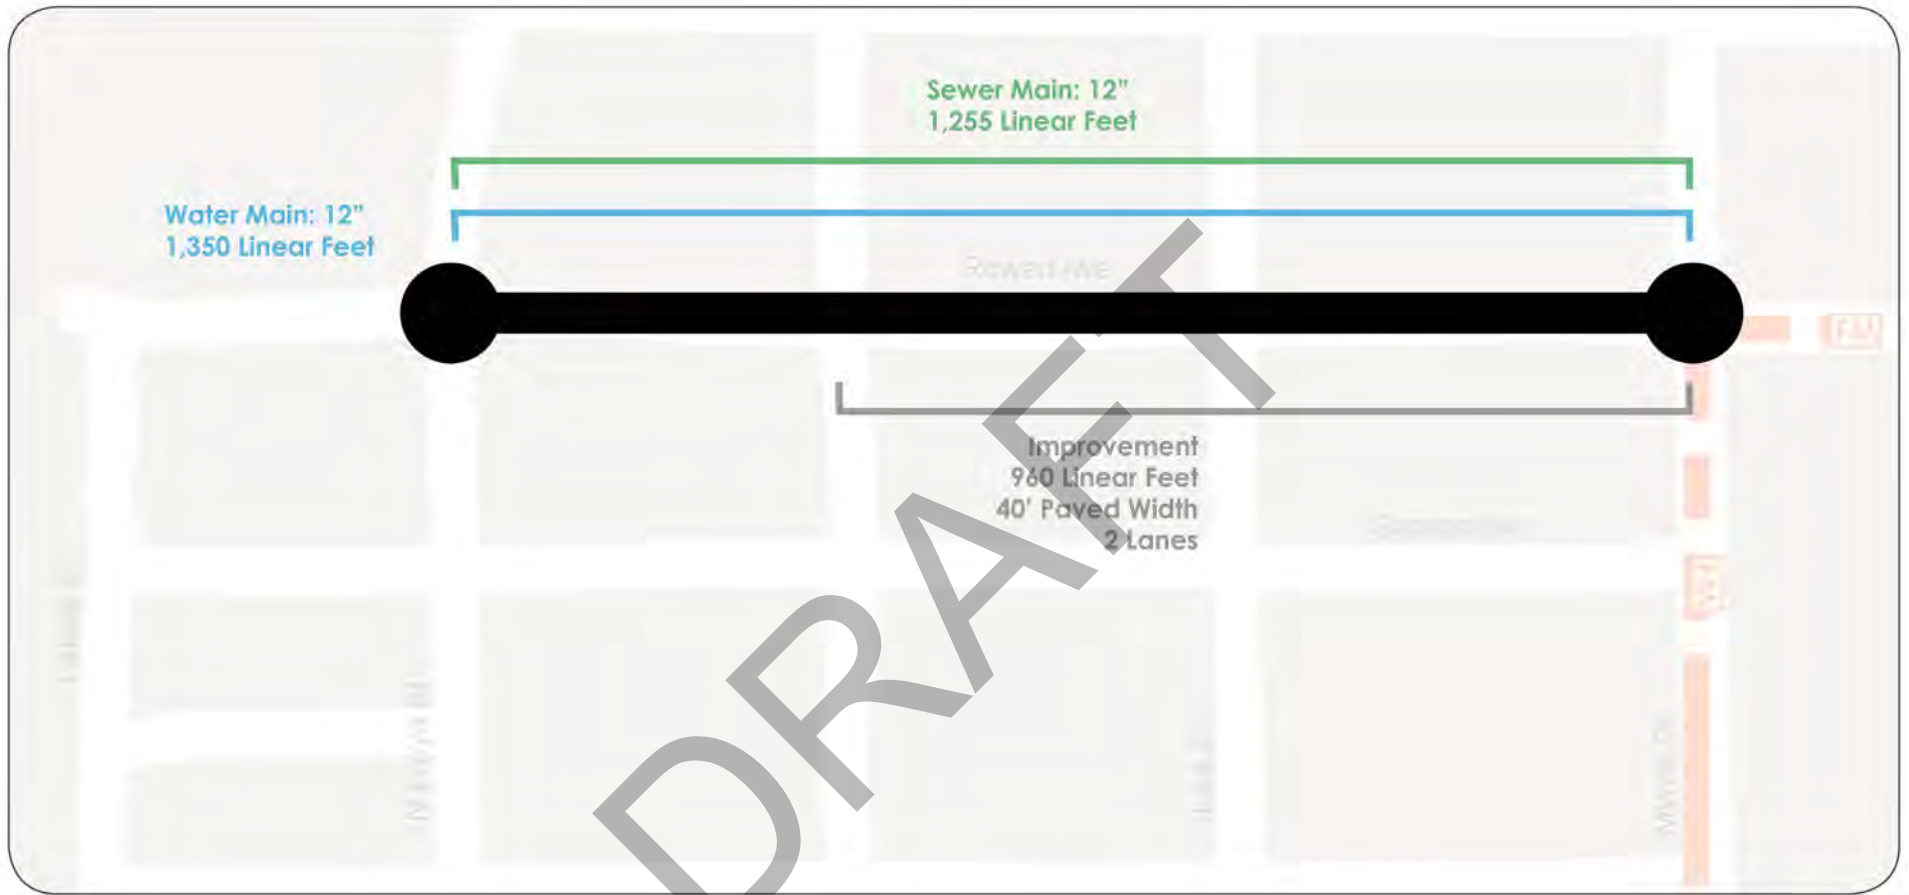 Sewer Main: 12"
1,255 Linear Feet
Water Main: 12"
1,350 Linear Feet
Improvement
960 Linear Feet
40' Paved Width
2 Lanes
DRAFT